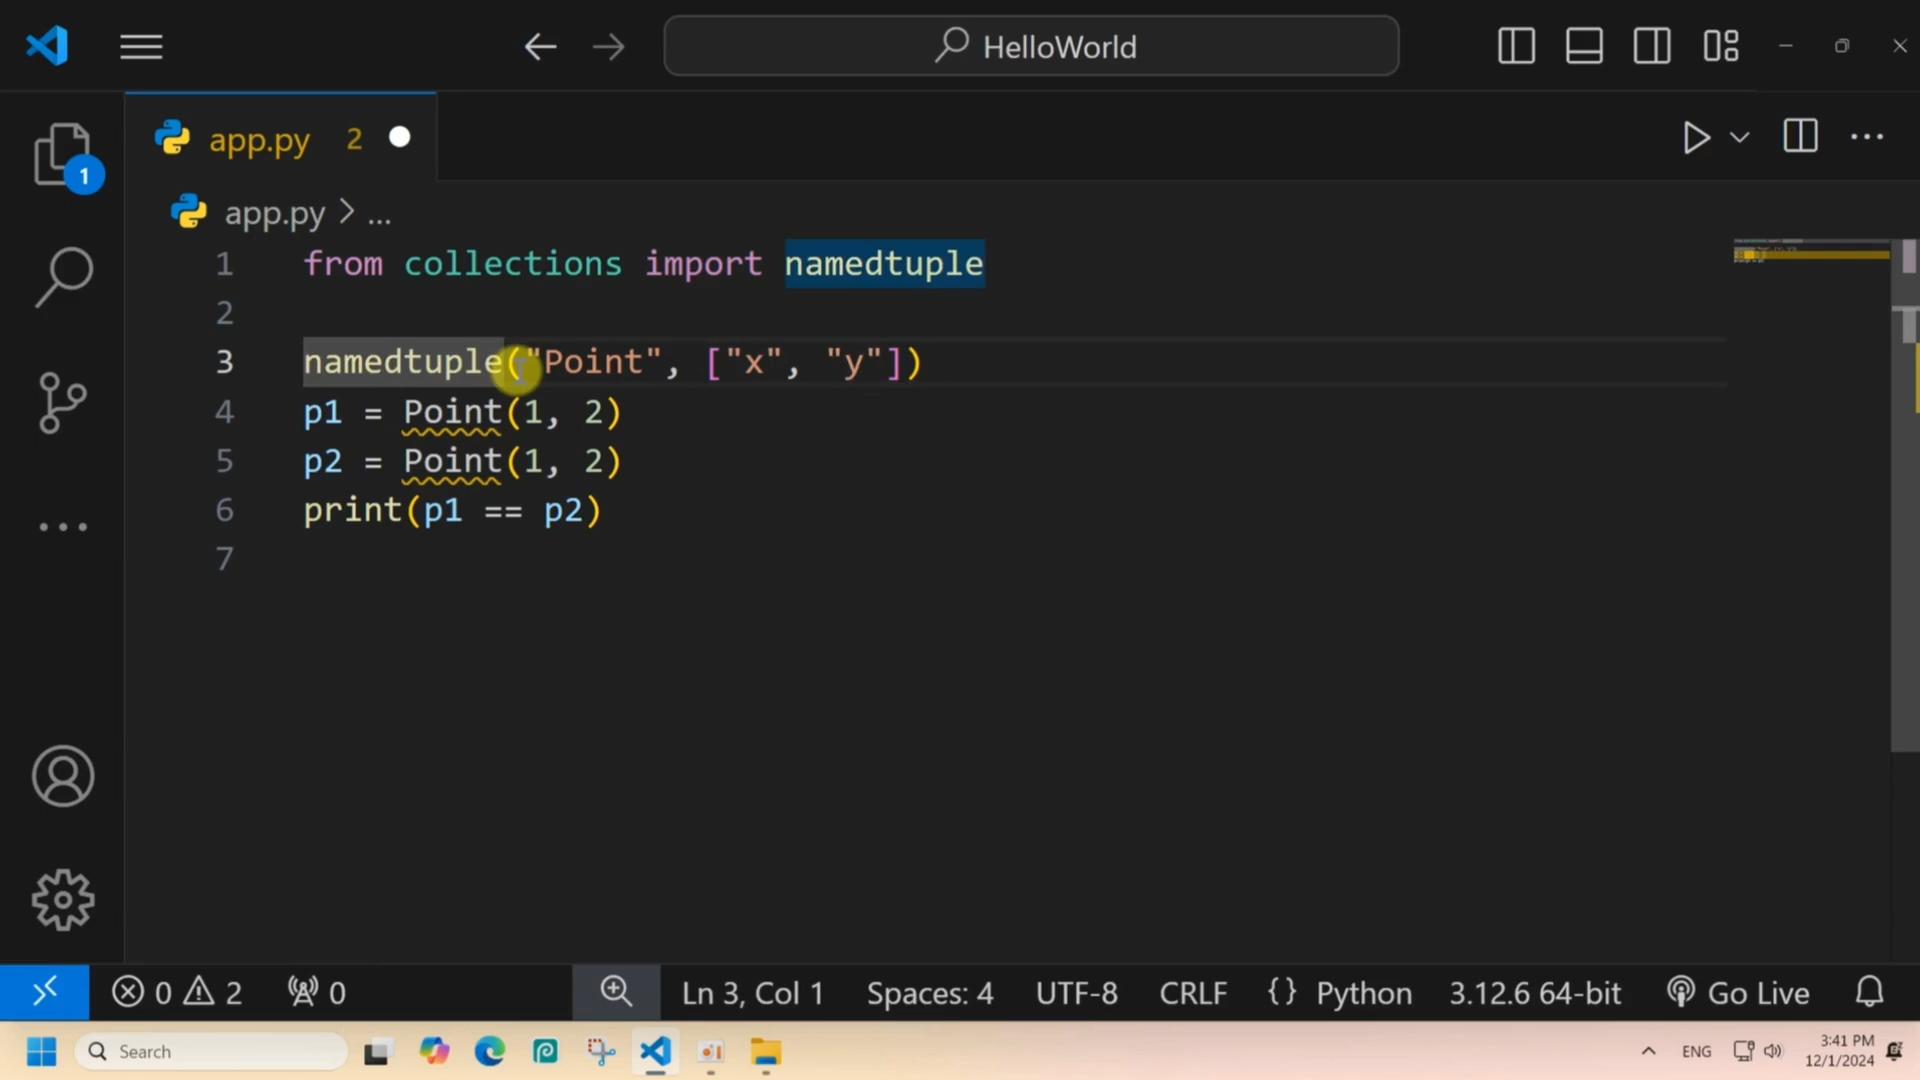 HelloWorld
app.py 2
1
app.py > ...
1 from collections import namedtuple
2
3 namedtuple("Point", ["x", "y"])
4 p1 = Point(1, 2)
5 p2 = Point(1, 2)
6 print(p1 == p2)
7
0 2 0 Ln 3, Col 1 Spaces: 4 UTF-8 CRLF {} Python 3.12.6 64-bit Go Live
Search ENG 3:41 PM
12/1/2024